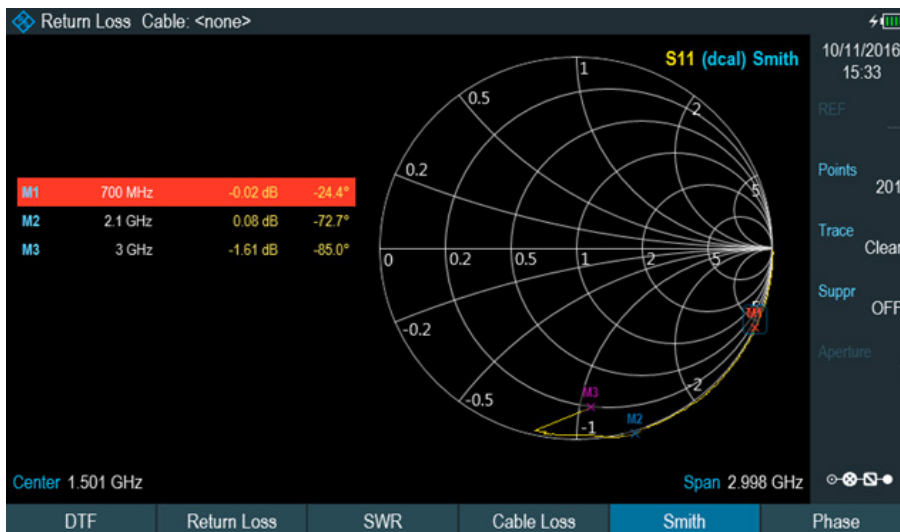 Return Loss Cable: <none>
S11 (dcal) Smith
10/11/2016
15:33
REF
Points
201
Trace
Clear
Suppr
OFF
Aperture
M1 700 MHz -0.02 dB -24.4°
M2 2.1 GHz 0.08 dB -72.7°
M3 3 GHz -1.61 dB -85.0°
1
0.5
2
0.2
5
0 0.2 0.5 1 2 5
M1
-0.2
-2
-0.5
M3
M2
-1
Center 1.501 GHz
Span 2.998 GHz
DTF Return Loss SWR Cable Loss Smith Phase